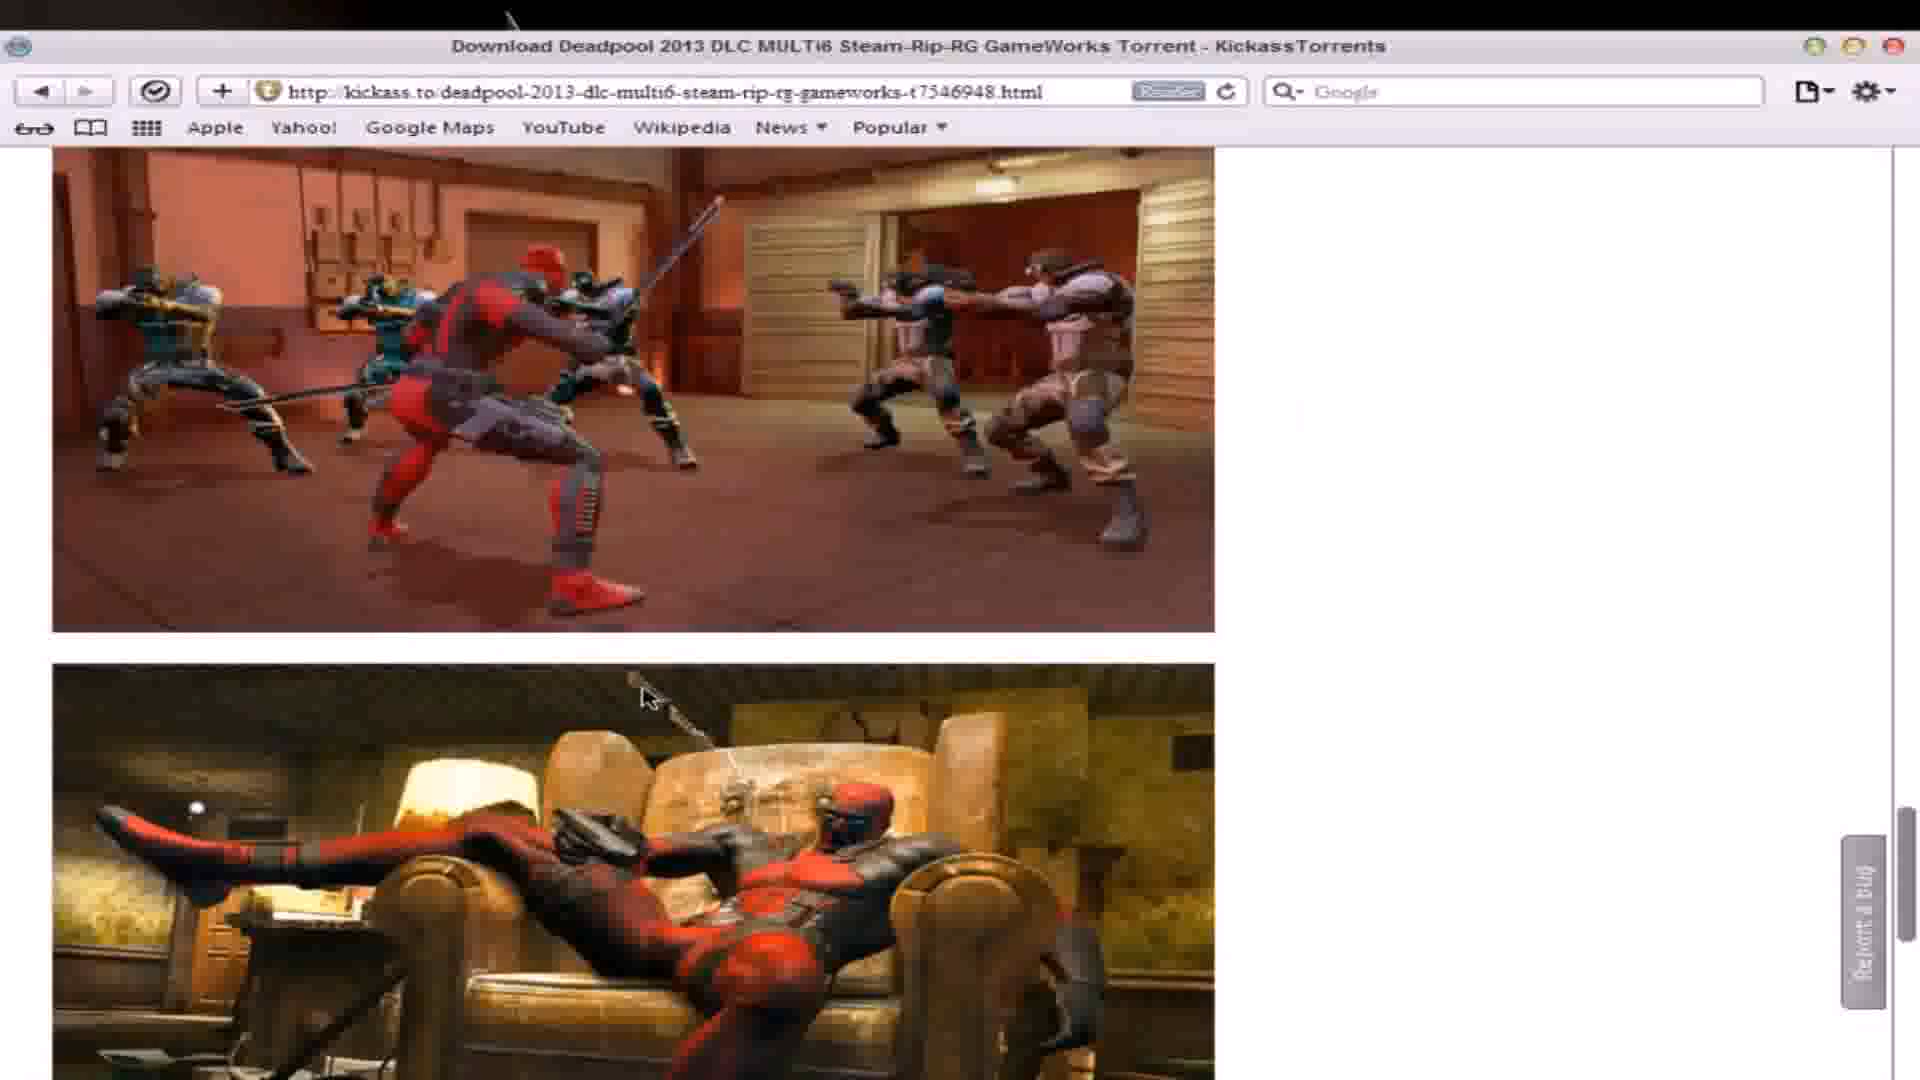 Download Deadpool 2013 DLC MULTi6 Steam-Rip-RG GameWorks Torrent - KickassTorrents
http://kickass.to/deadpool-2013-dlc-multi6-steam-rip-rg-gameworks-t7546948.html
Reader
Google
Apple
Yahoo!
Google Maps
YouTube
Wikipedia
News
Popular
Report a bug